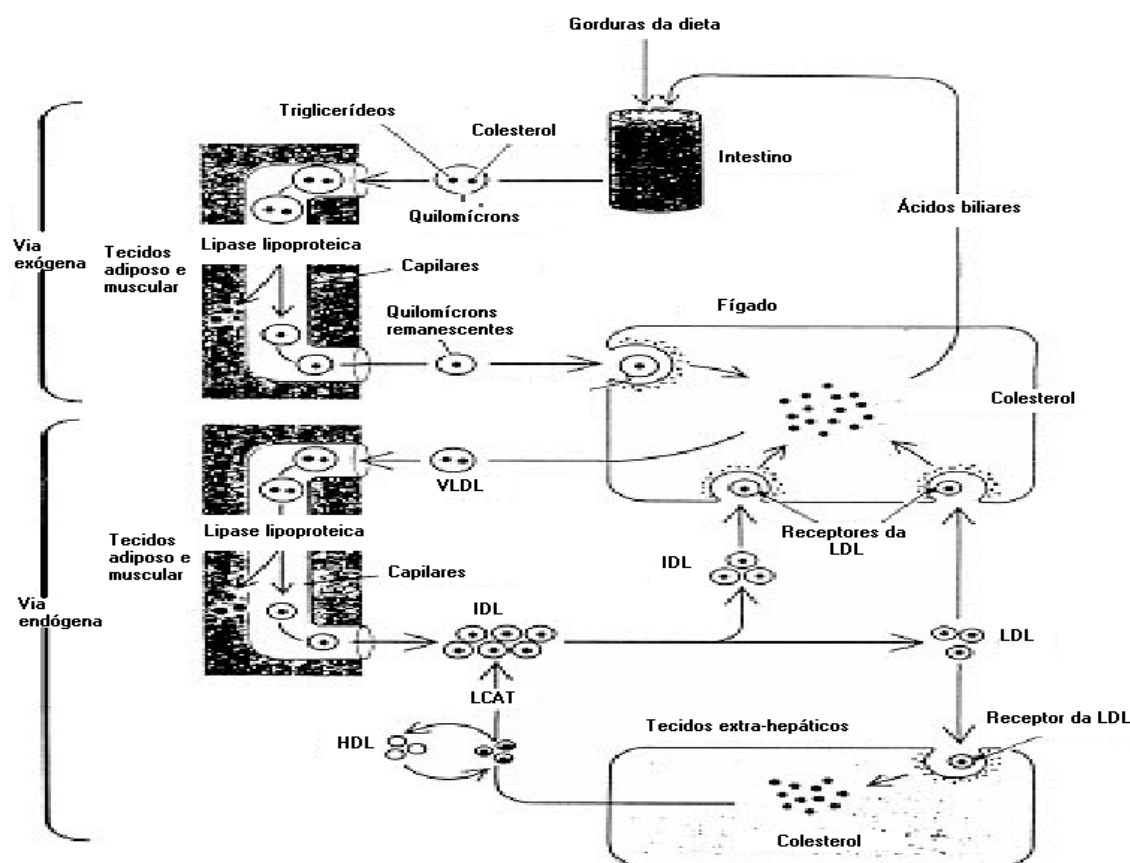 Gorduras da dieta
Triglicerídeos
Colesterol
Intestino
Quilomícrons
Ácidos biliares
Via
exógena
Tecidos
adiposo e
muscular
Lipase lipoproteica
Capilares
Quilomícrons
remanescentes
Fígado
Colesterol
VLDL
Tecidos
adiposo e
muscular
Lipase lipoproteica
Capilares
Receptores da
LDL
IDL
Via
endógena
IDL
LDL
LCAT
HDL
Tecidos extra-hepáticos
Receptor da LDL
Colesterol